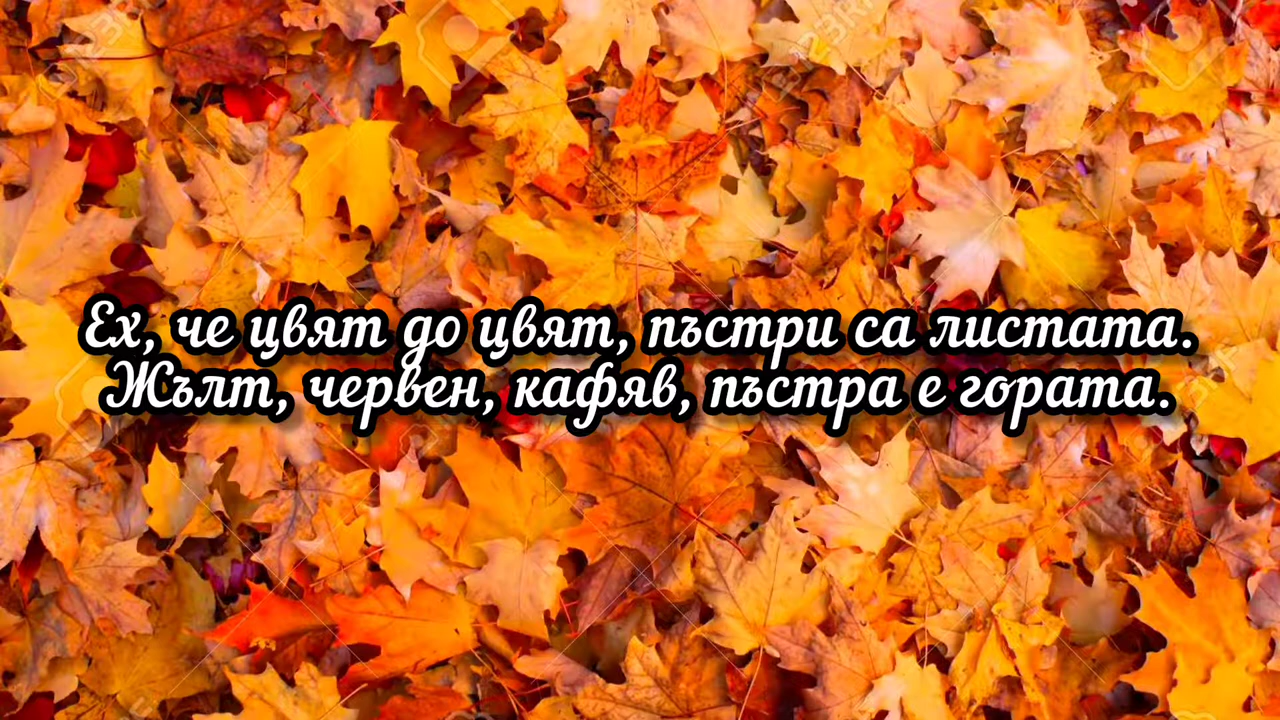 Ех, че цвят до цвят, пъстри са листата.
Жълт, червен, кафяв, пъстра е гората.